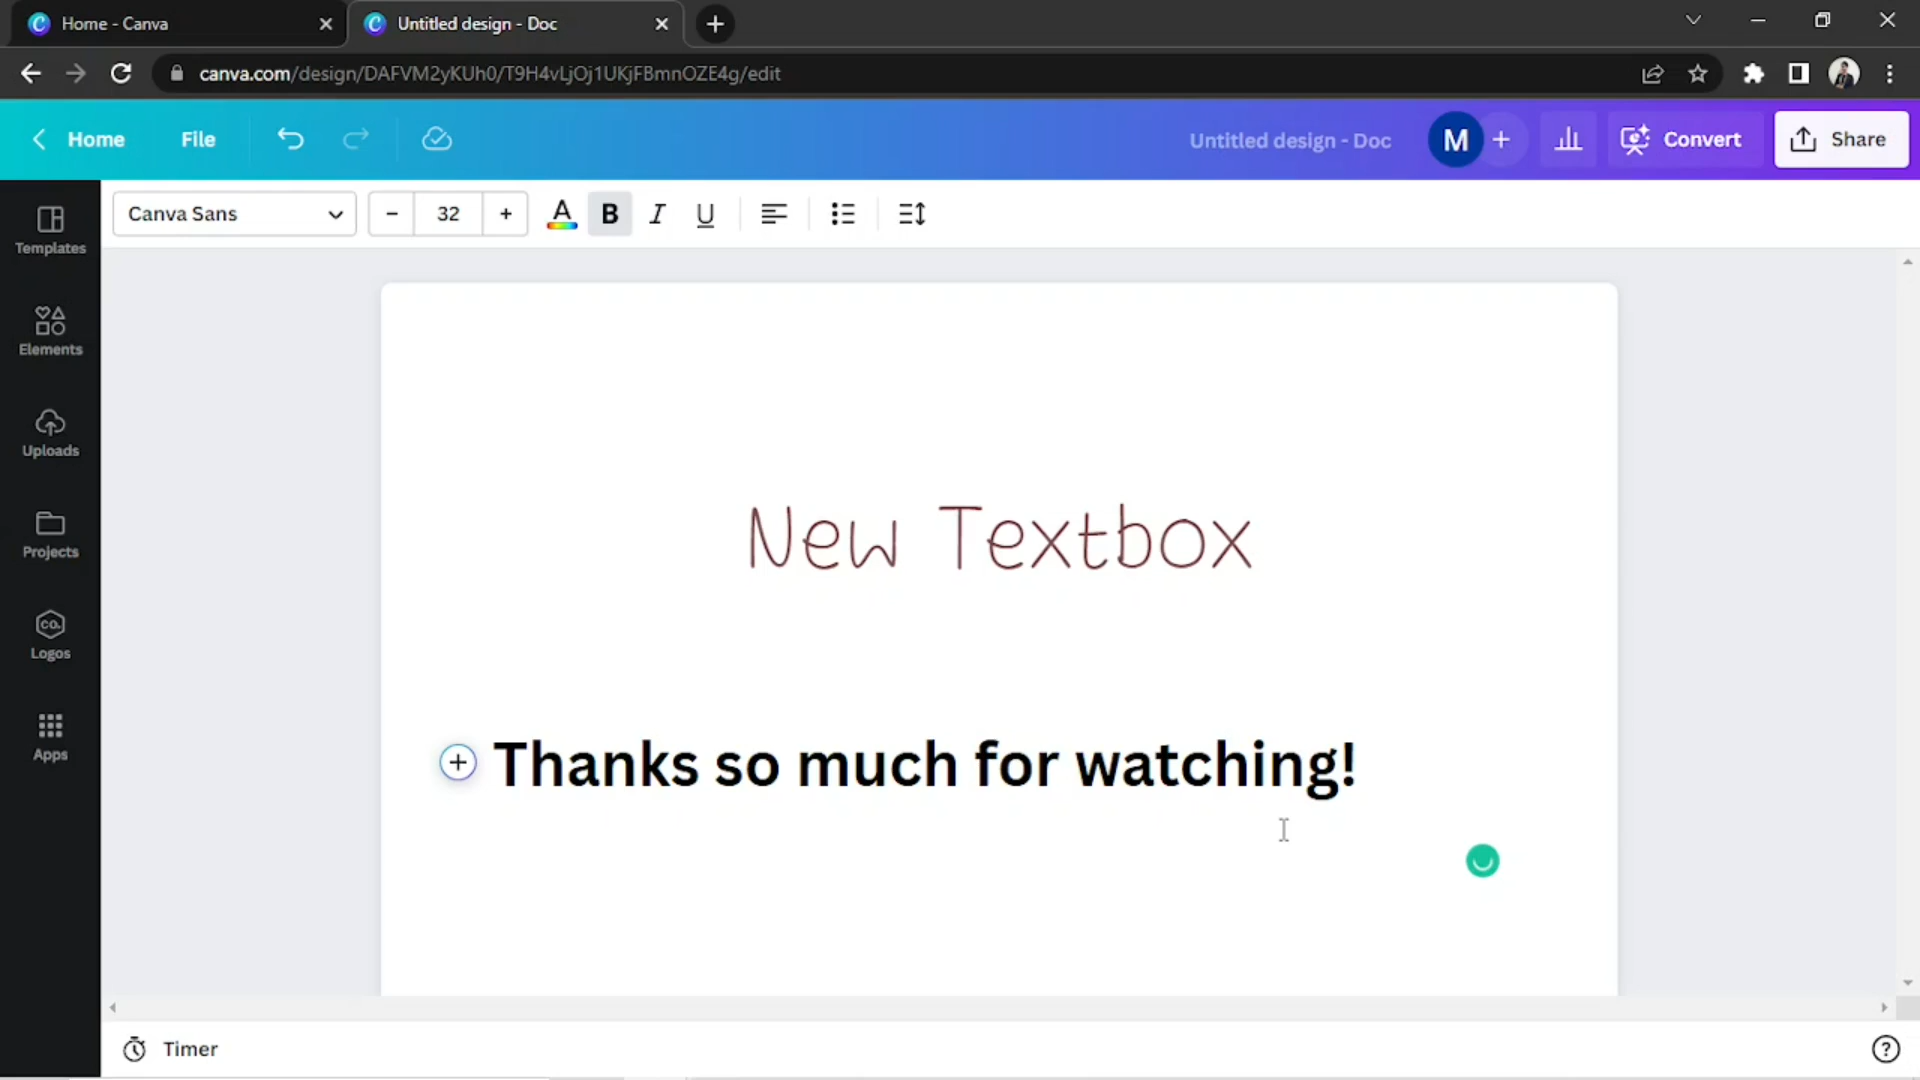 Home - Canva
Untitled design - Doc
canva.com/design/DAFVM2yKUh0/T9H4vLjOj1UKjFBmnOZE4g/edit
Home
File
Untitled design - Doc
M
Convert
Share
Canva Sans
32
A
B
I
U
Templates
Elements
Uploads
Projects
CO.
Logos
Apps
New Textbox
Thanks so much for watching!
Timer